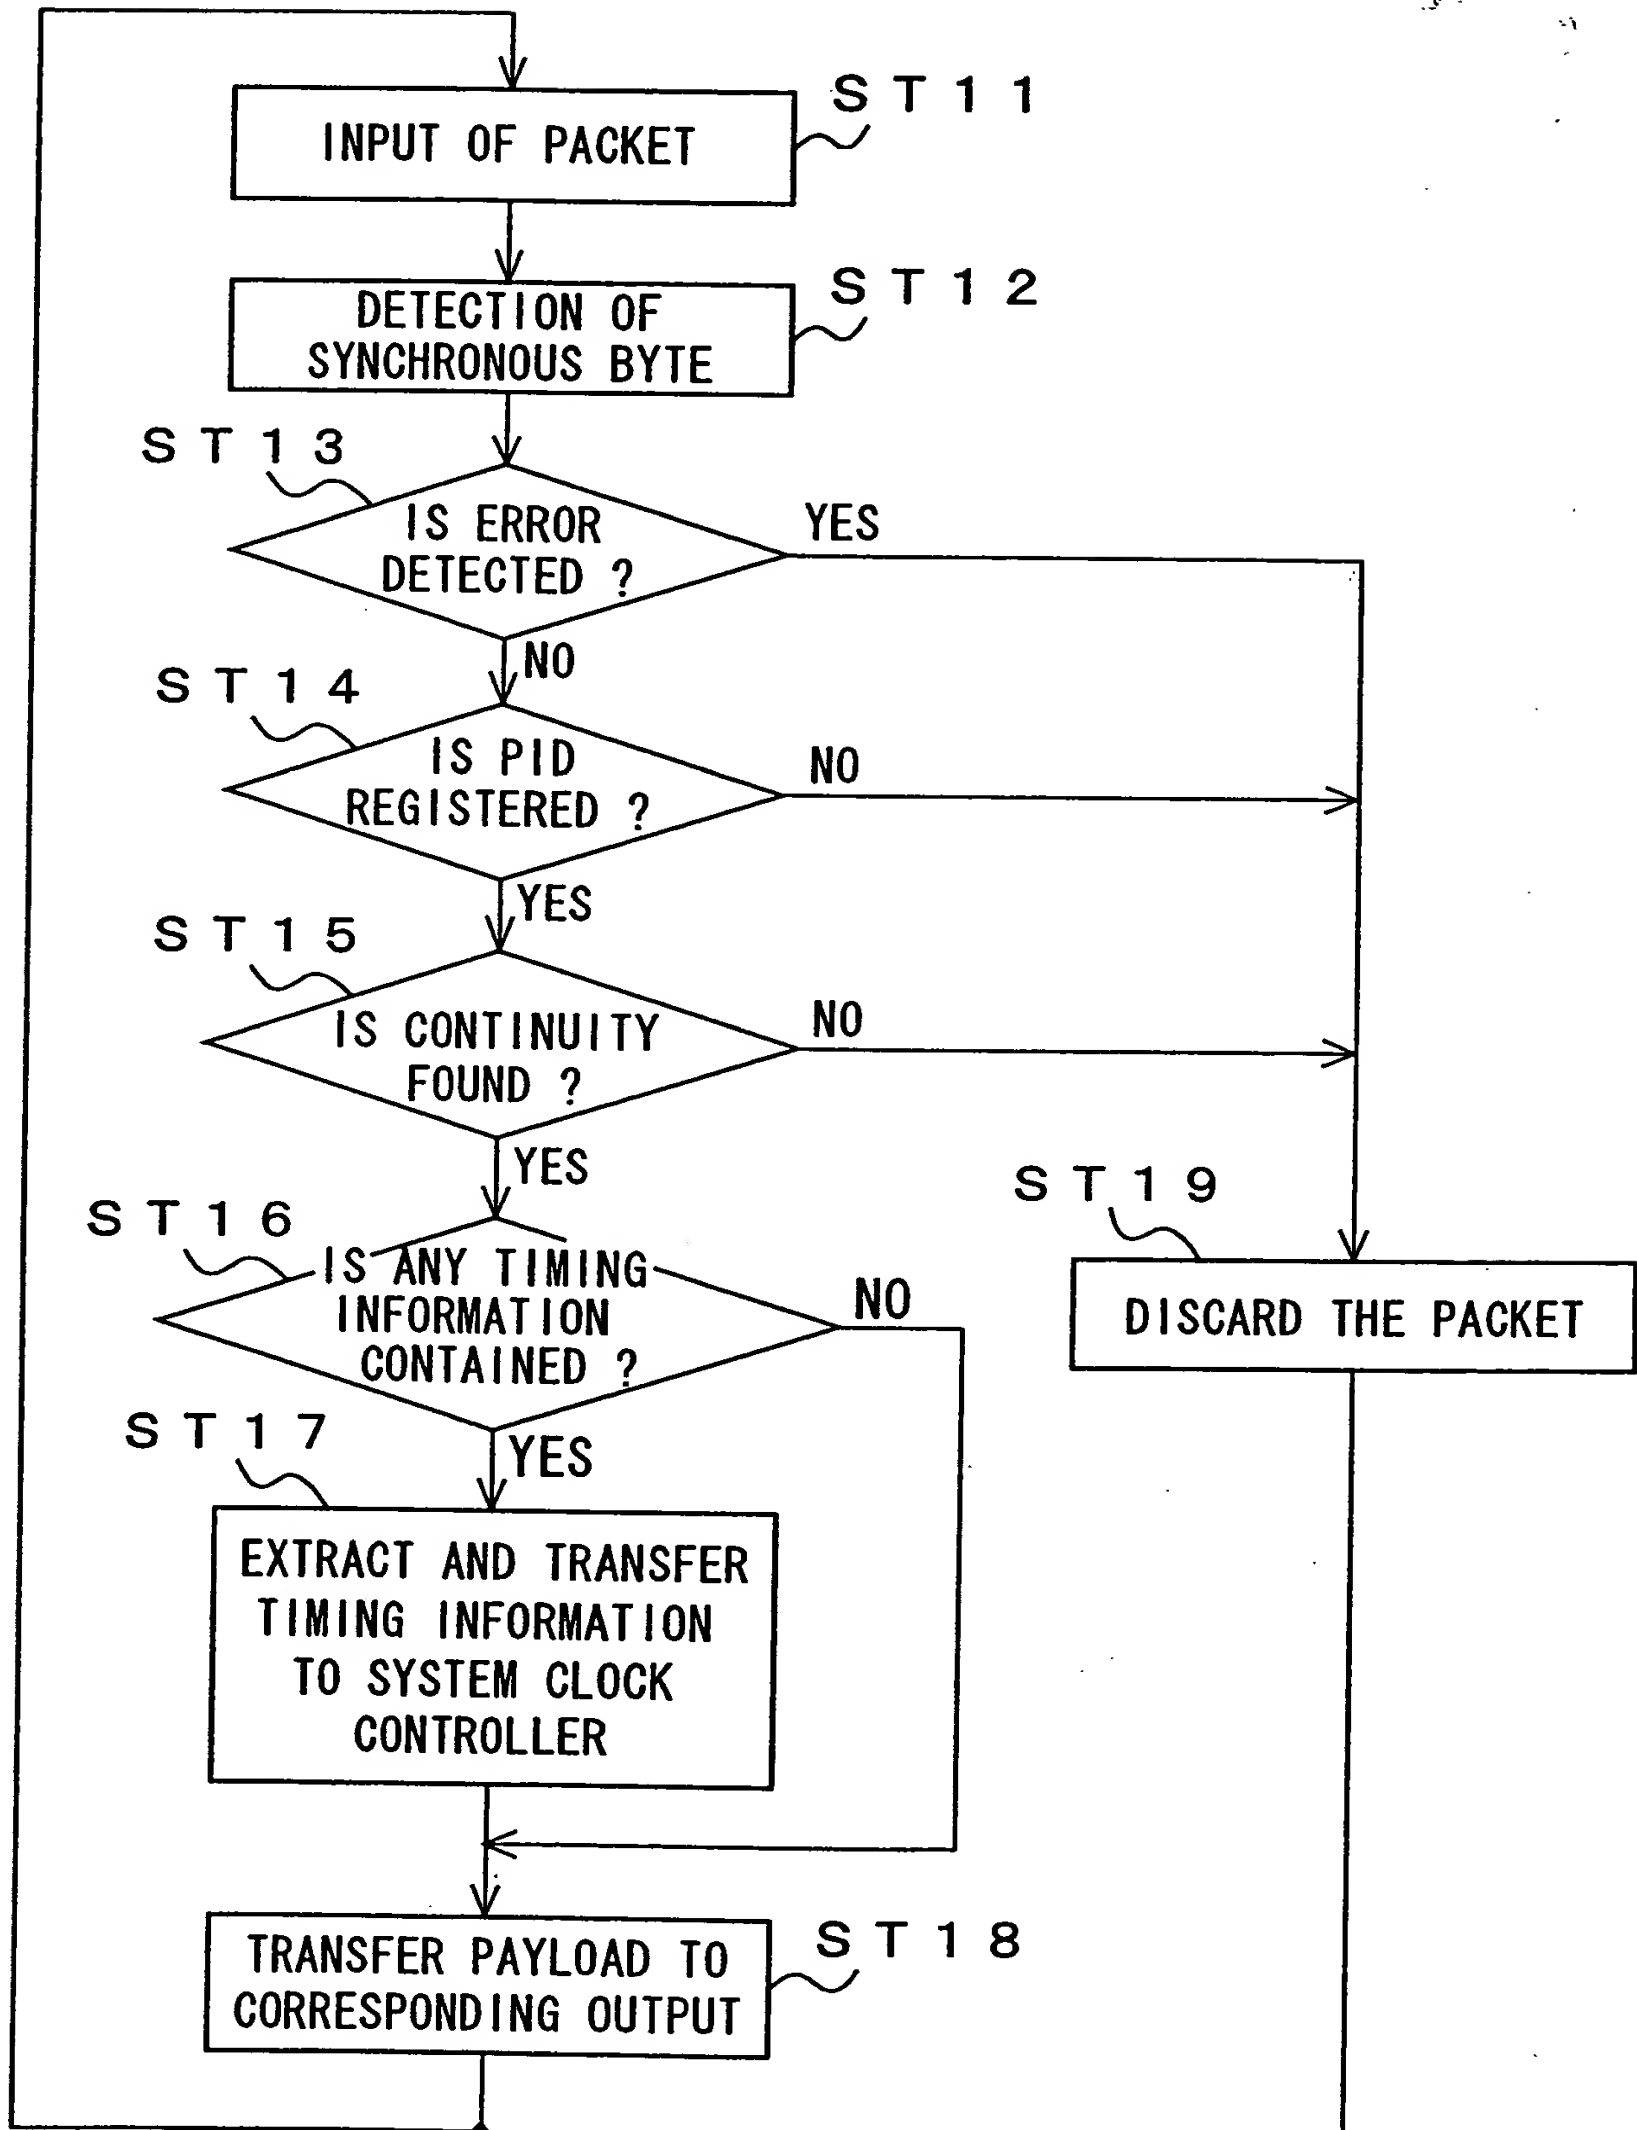 ST11
INPUT OF PACKET
ST12
DETECTION OF
SYNCHRONOUS BYTE
ST13
IS ERROR
DETECTED ?
YES
NO
ST14
IS PID
REGISTERED ?
NO
YES
ST15
IS CONTINUITY
FOUND ?
NO
YES
ST16
IS ANY TIMING
INFORMATION
CONTAINED ?
NO
YES
ST19
DISCARD THE PACKET
ST17
EXTRACT AND TRANSFER
TIMING INFORMATION
TO SYSTEM CLOCK
CONTROLLER
ST18
TRANSFER PAYLOAD TO
CORRESPONDING OUTPUT